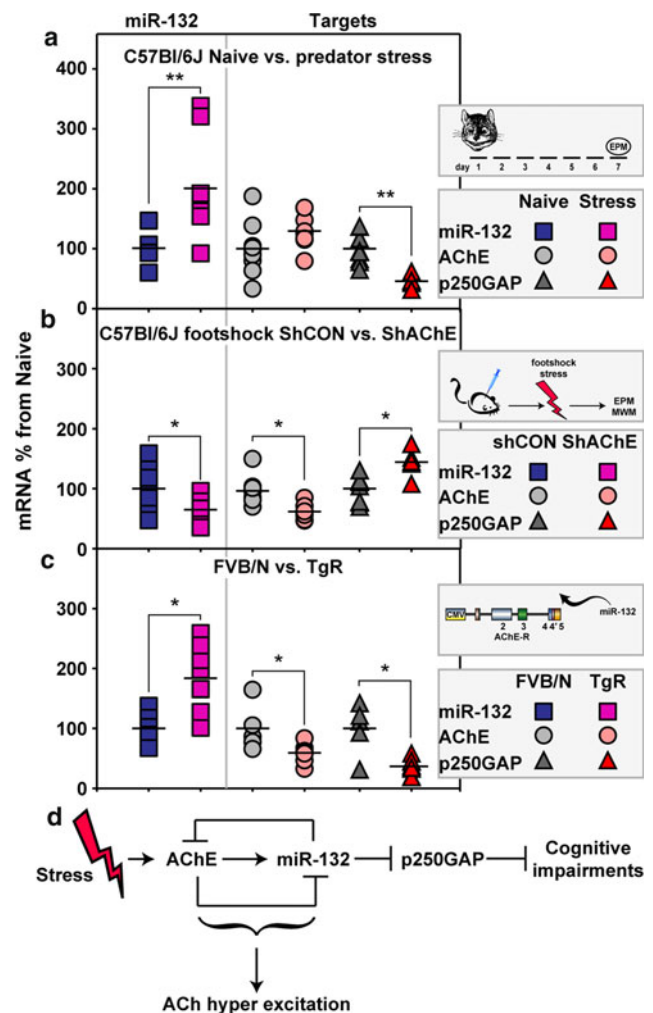 miR-132 Targets
a
C57Bl/6J Naive vs. predator stress
400
300
200
100
0
**
**
EPM
day 1 2 3 4 5 6 7
Naive Stress
miR-132
AChE
p250GAP
mRNA % from Naive
b
C57Bl/6J footshock ShCON vs. ShAChE
300
200
100
0
*
*
*
footshock
stress
EPM
MWM
shCON ShAChE
miR-132
AChE
p250GAP
c
FVB/N vs. TgR
300
200
100
0
*
*
*
CMV
1 2 3 4 4' 5
AChE-R
miR-132
FVB/N TgR
miR-132
AChE
p250GAP
d
Stress
AChE
miR-132
p250GAP
Cognitive
impairments
ACh hyper excitation